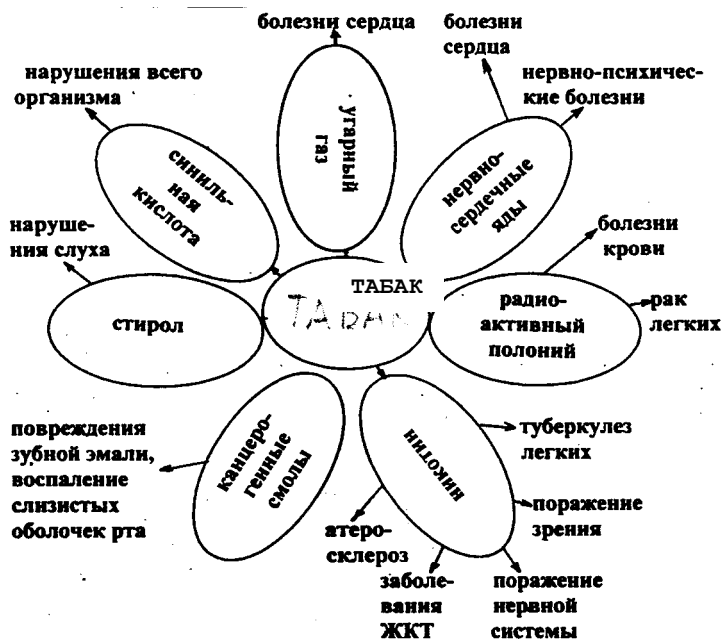 болезни сердца
болезни
сердца
нервно-психичес-
кие болезни
нарушения всего
организма
угарный
газ
синиль-
ная
кислота
нервно-
сердечные
яды
наруше-
ния слуха
болезни
крови
стирол
ТАБАК
ТАБАК
радио-
активный
полоний
рак
легких
повреждения
зубной эмали,
воспаление
слизистых
оболочек рта
канцеро-
генные
смолы
никотин
туберкулез
легких
поражение
зрения
атеро-
склероз
заболе-
вания
ЖКТ
поражение
нервной
системы